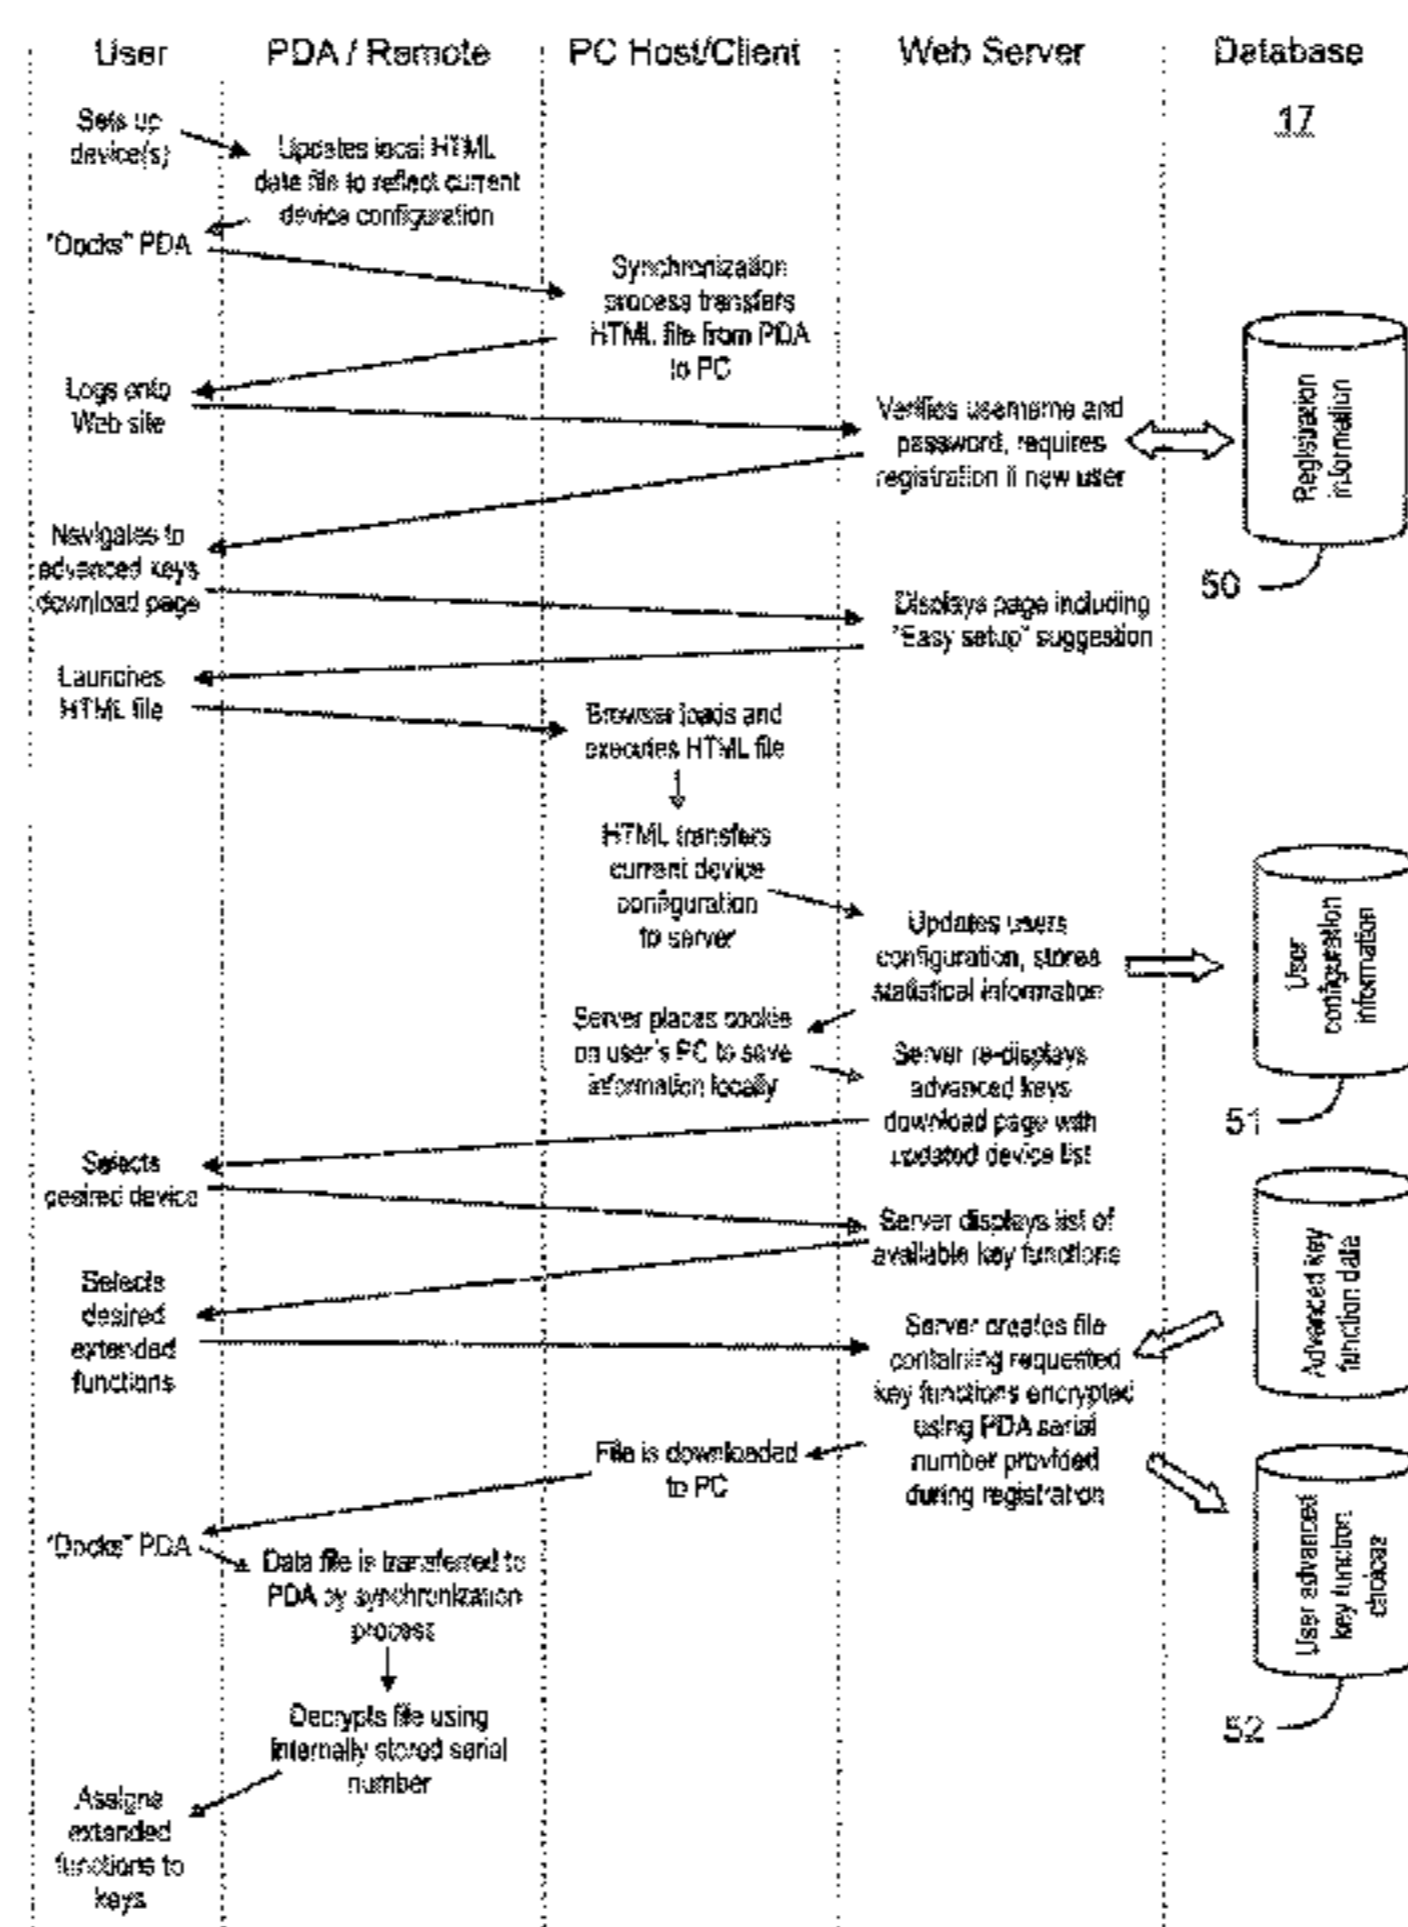 User
PDA / Remote
PC Host/Client
Web Server
Database
17
Sets up
device(s)
Updates local HTML
data file to reflect current
device configuration
"Docks" PDA
Synchronization
process transfers
HTML file from PDA
to PC
Logs onto
Web site
Verifies username and
password, requires
registration if new user
Registration
information
50
Navigates to
advanced keys
download page
Displays page including
"Easy setup" suggestion
Launches
HTML file
Browser loads and
executes HTML file
HTML transfers
current device
configuration
to server
Updates users
configuration, stores
statistical information
User
configuration
information
51
Server places cookie
on user's PC to save
information locally
Server re-displays
advanced keys
download page with
updated device list
Selects
desired device
Server displays list of
available key functions
Advanced key
function data
Selects
desired
extended
functions
Server creates file
containing requested
key functions encrypted
using PDA serial
number provided
during registration
File is downloaded
to PC
User advanced
key function
choices
52
"Docks" PDA
Data file is transferred to
PDA by synchronization
process
Decrypts file using
internally stored serial
number
Assigns
extended
functions to
keys